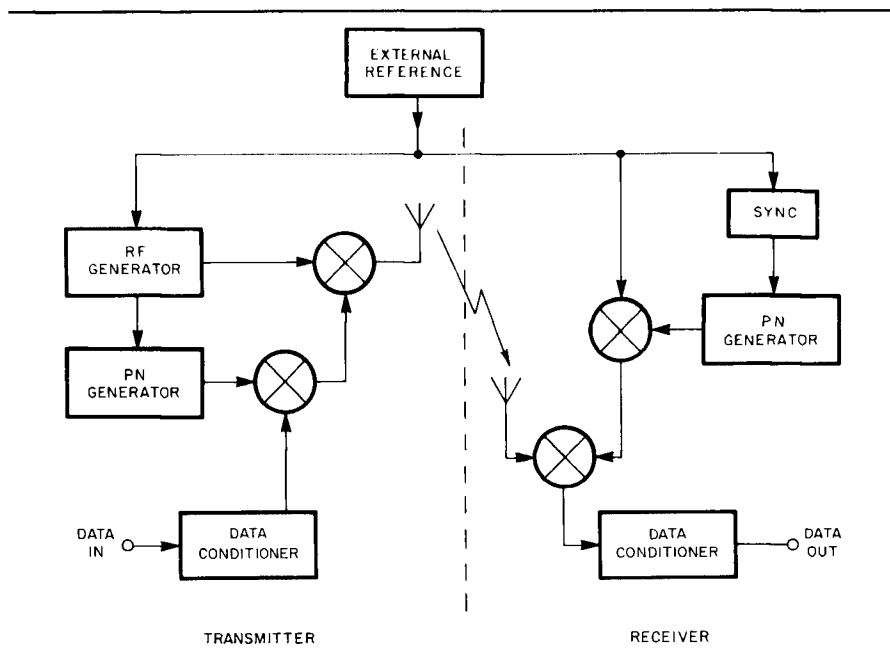 EXTERNAL
REFERENCE
RF
GENERATOR
PN
GENERATOR
DATA
IN
DATA
CONDITIONER
TRANSMITTER
SYNC
PN
GENERATOR
DATA
CONDITIONER
DATA
OUT
RECEIVER